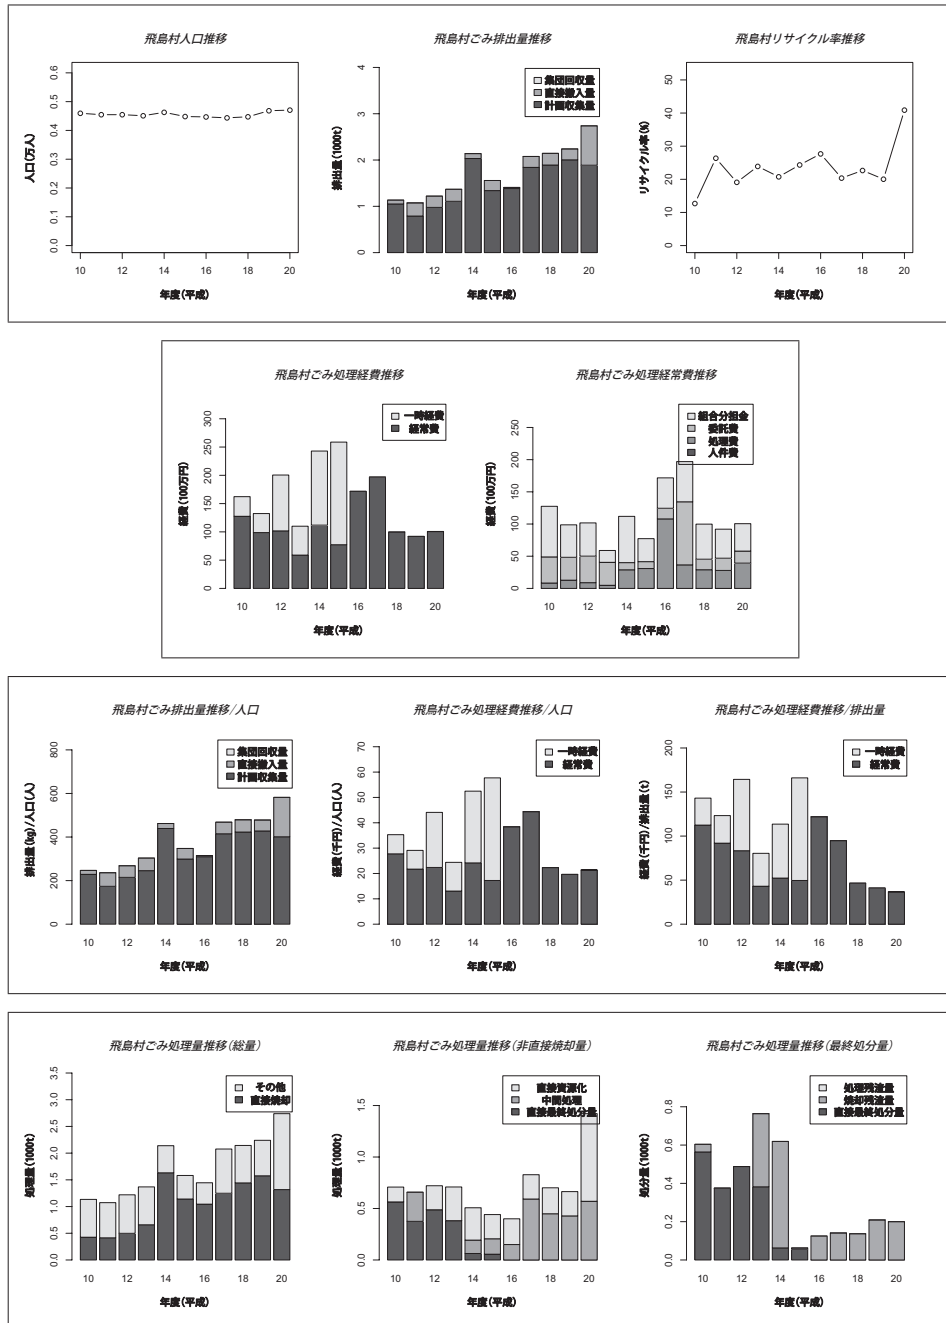 飛島村人口推移
人口(万人)
0.0 0.1 0.2 0.3 0.4 0.5 0.6
10 12 14 16 18 20
年度(平成)
飛島村ごみ排出量推移
排出量(1000t)
0 1 2 3 4
集団回収量
直接搬入量
計画収集量
10 12 14 16 18 20
年度(平成)
飛島村リサイクル率推移
リサイクル率(%)
0 10 20 30 40 50
10 12 14 16 18 20
年度(平成)
飛島村ごみ処理経費推移
経費(100万円)
0 50 100 150 200 250 300
一時経費
経常費
10 12 14 16 18 20
年度(平成)
飛島村ごみ処理経常費推移
経費(100万円)
0 50 100 150 200 250
組合分担金
委託費
処理費
人件費
10 12 14 16 18 20
年度(平成)
飛島村ごみ排出量推移/人口
排出量(kg)/人口(人)
0 200 400 600 800
集団回収量
直接搬入量
計画収集量
10 12 14 16 18 20
年度(平成)
飛島村ごみ処理経費推移/人口
経費(千円)/人口(人)
0 10 20 30 40 50 60 70
一時経費
経常費
10 12 14 16 18 20
年度(平成)
飛島村ごみ処理経費推移/排出量
経費(千円)/排出量(t)
0 50 100 150 200
一時経費
経常費
10 12 14 16 18 20
年度(平成)
飛島村ごみ処理量推移(総量)
処理量(1000t)
0.0 0.5 1.0 1.5 2.0 2.5 3.0 3.5
その他
直接焼却
10 12 14 16 18 20
年度(平成)
飛島村ごみ処理量推移(非直接焼却量)
処理量(1000t)
0.0 0.5 1.0 1.5
直接資源化
中間処理
直接最終処分量
10 12 14 16 18 20
年度(平成)
飛島村ごみ処理量推移(最終処分量)
処分量(1000t)
0.0 0.2 0.4 0.6 0.8
処理残渣量
焼却残渣量
直接最終処分量
10 12 14 16 18 20
年度(平成)